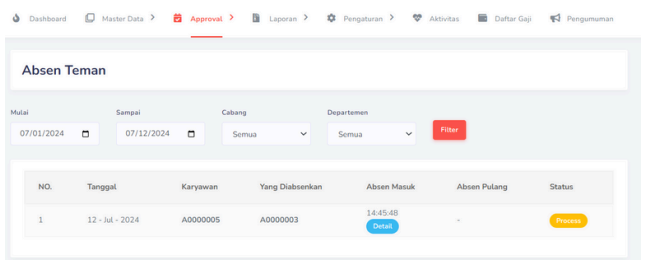 Dashboard Master Data Approval Laporan Pengaturan Aktivitas Daftar Gaji Pengumuman
Absen Teman
Mulai Sampai Cabang Departemen
07/01/2024 07/12/2024 Semua Semua Filter
NO. Tanggal Karyawan Yang Diabsenkan Absen Masuk Absen Pulang Status
1 12 - Jul - 2024 A0000005 A0000003 14:45:48 - Process
Detail